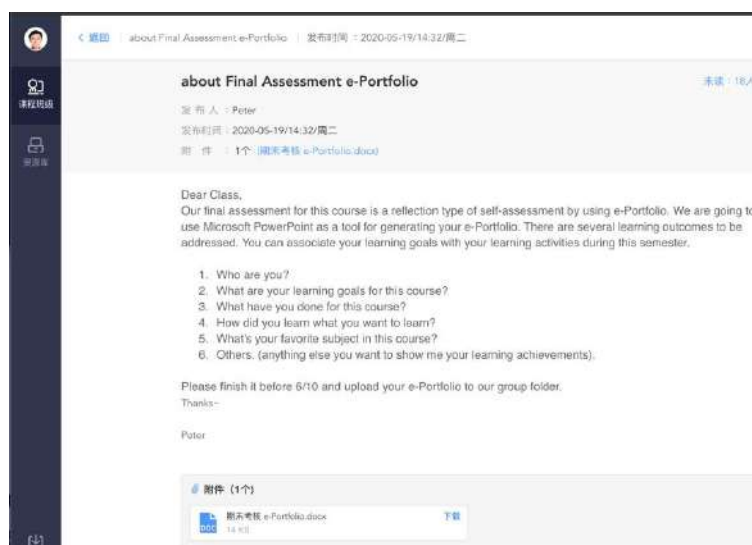 < 返回 about Final Assessment e-Portfolio 发布时间：2020-05-19/14:32/周二
课程班级
资源库
about Final Assessment e-Portfolio 未读：18人
发 布 人：Peter
发布时间：2020-05-19/14:32/周二
附 件 ：1个 (期末考核 e-Portfolio.docx)
Dear Class,
Our final assessment for this course is a reflection type of self-assessment by using e-Portfolio. We are going to
use Microsoft PowerPoint as a tool for generating your e-Portfolio. There are several learning outcomes to be
addressed. You can associate your learning goals with your learning activities during this semester.
1. Who are you?
2. What are your learning goals for this course?
3. What have you done for this course?
4. How did you learn what you want to learn?
5. What's your favorite subject in this course?
6. Others. (anything else you want to show me your learning achievements).
Please finish it before 6/10 and upload your e-Portfolio to our group folder.
Thanks~
Peter
附件（1个）
DOC 期末考核 e-Portfolio.docx 下载
14 KB